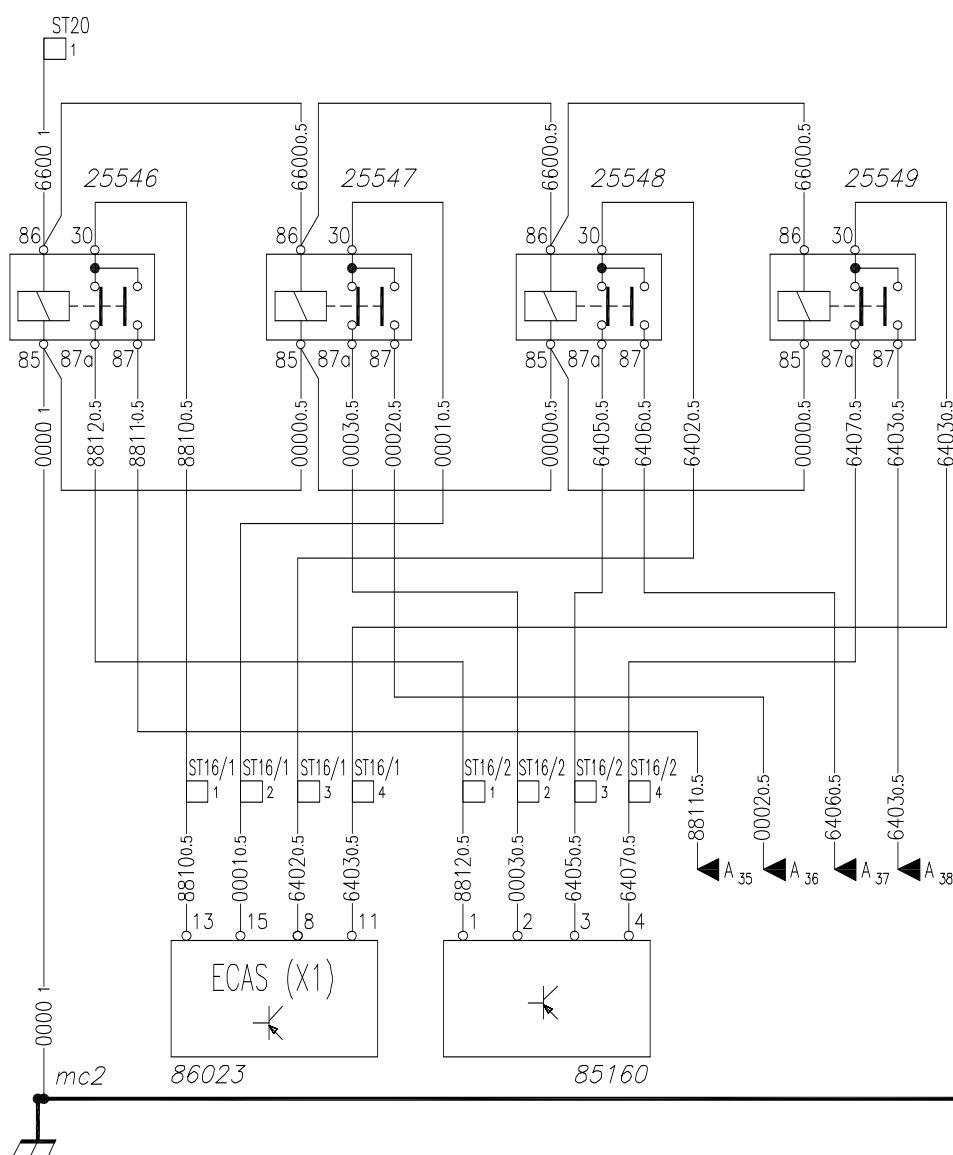 ST20
1
6600 1
6600 0.5
6600 0.5
6600 0.5
25546
25547
25548
25549
86 30
86 30
86 30
86 30
85 87a 87
85 87a 87
85 87a 87
85 87a 87
0000 1
8812 0.5
8811 0.5
8810 0.5
0000 0.5
0003 0.5
0002 0.5
0001 0.5
0000 0.5
6405 0.5
6406 0.5
6402 0.5
0000 0.5
6407 0.5
6403 0.5
6403 0.5
ST16/1
1
ST16/1
2
ST16/1
3
ST16/1
4
ST16/2
1
ST16/2
2
ST16/2
3
ST16/2
4
8810 0.5
0001 0.5
6402 0.5
6403 0.5
8812 0.5
0003 0.5
6405 0.5
6407 0.5
8811 0.5
0002 0.5
6406 0.5
6403 0.5
A 35
A 36
A 37
A 38
13 15 8 11
1 2 3 4
ECAS (X1)
0000 1
mc2
86023
85160